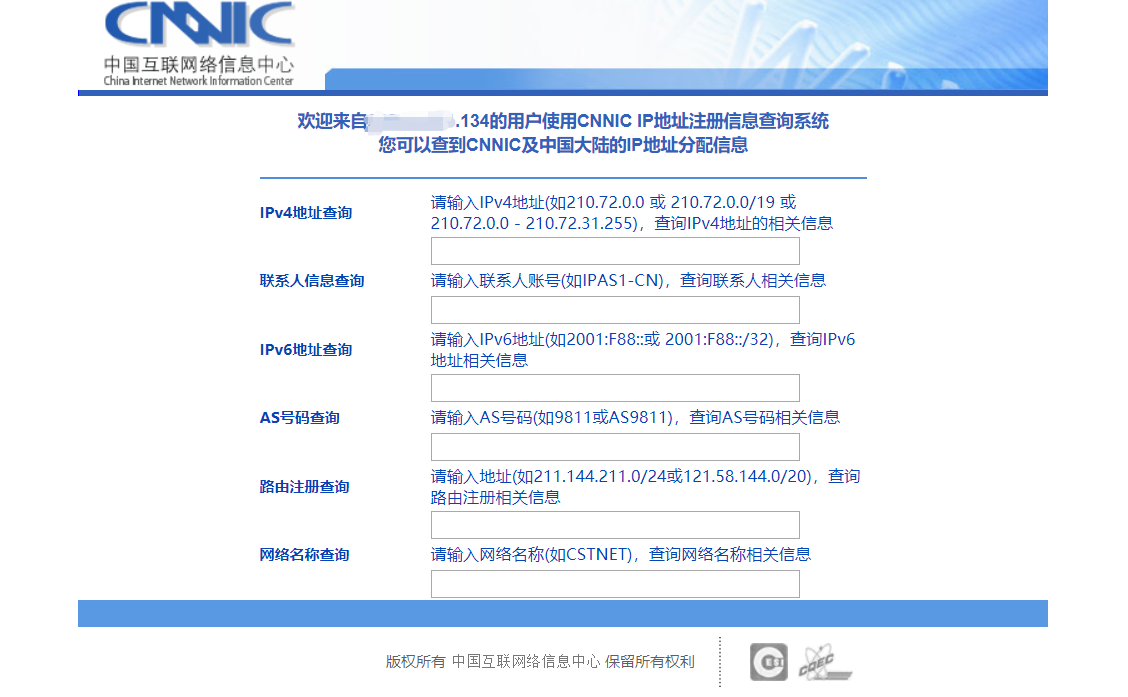 CNNIC
中国互联网络信息中心
China Internet Network Information Center
欢迎来自.134的用户使用CNNIC IP地址注册信息查询系统
您可以查到CNNIC及中国大陆的IP地址分配信息
IPv4地址查询
请输入IPv4地址(如210.72.0.0 或 210.72.0.0/19 或
210.72.0.0 - 210.72.31.255)，查询IPv4地址的相关信息
联系人信息查询
请输入联系人账号(如IPAS1-CN)，查询联系人相关信息
IPv6地址查询
请输入IPv6地址(如2001:F88::或 2001:F88::/32)，查询IPv6
地址相关信息
AS号码查询
请输入AS号码(如9811或AS9811)，查询AS号码相关信息
路由注册查询
请输入地址(如211.144.211.0/24或121.58.144.0/20)，查询
路由注册相关信息
网络名称查询
请输入网络名称(如CSTNET)，查询网络名称相关信息
版权所有 中国互联网络信息中心 保留所有权利